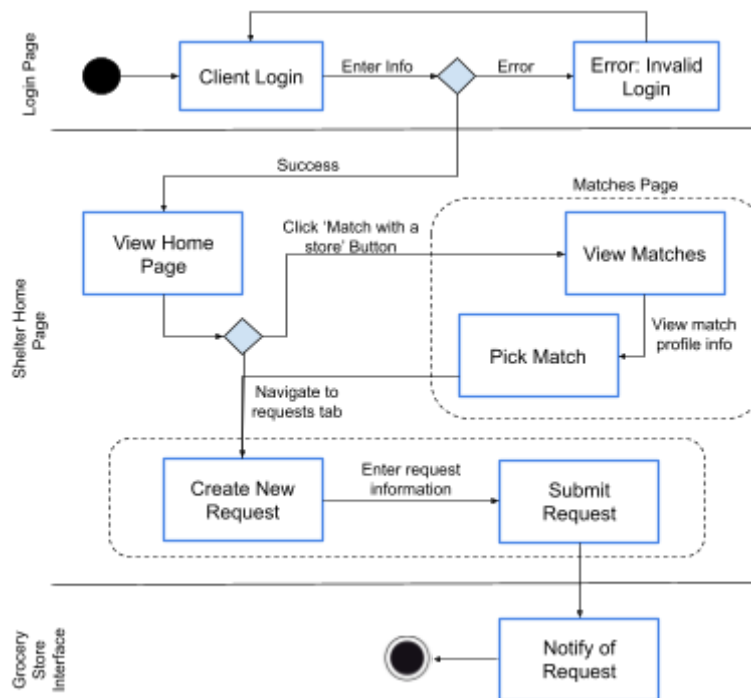 Login Page
Client Login
Enter Info
Error
Error: Invalid
Login
Success
Matches Page
Shelter Home
Page
View Home
Page
Click ‘Match with a
store’ Button
View Matches
View match
profile info
Pick Match
Navigate to
requests tab
Create New
Request
Enter request
information
Submit
Request
Grocery
Store
Interface
Notify of
Request